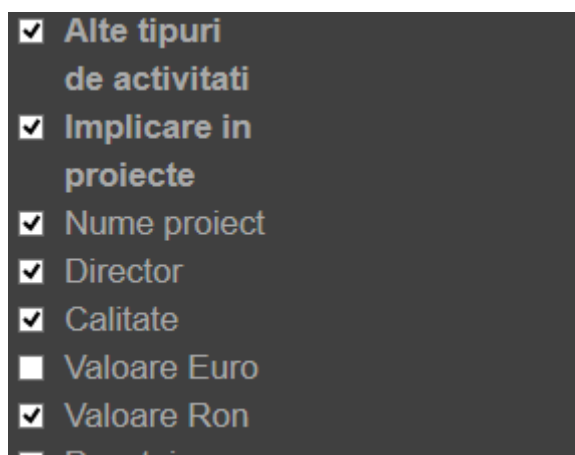 Alte tipuri
de activitati
Implicare in
proiecte
Nume proiect
Director
Calitate
Valoare Euro
Valoare Ron